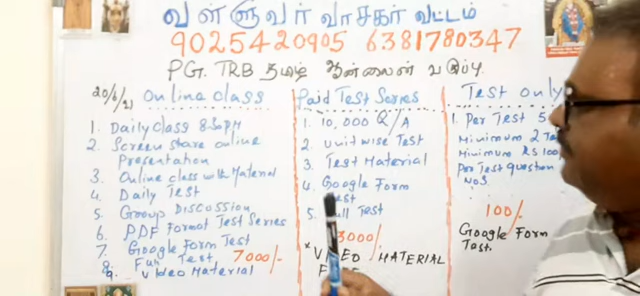 வள்ளுவர் வாசகர் வட்டம்
9025420905 6381780347
PG. TRB தமிழ் ஆன்லைன் வகுப்பு.
20/6/21 Online class
1. Daily Class 8:30PM
2. Screen share online
Presentation
3. Online class with Material
4. Daily Test
5. Group Discussion
6. PDF Format Test Series
7. Google Form Test
8. Full Test 7000/-
9. Video Material
Paid Test Series
1. 10,000 Q/A
2. Unit wise Test
3. Test Material
4. Google Form
Test
5. Full Test
3000/-
* VIDEO MATERIAL
Test only
1. Per Test 5
Minimum 2
Minimum Rs 100
Per Test Question
Nos.
100/-
Google Form
Test.